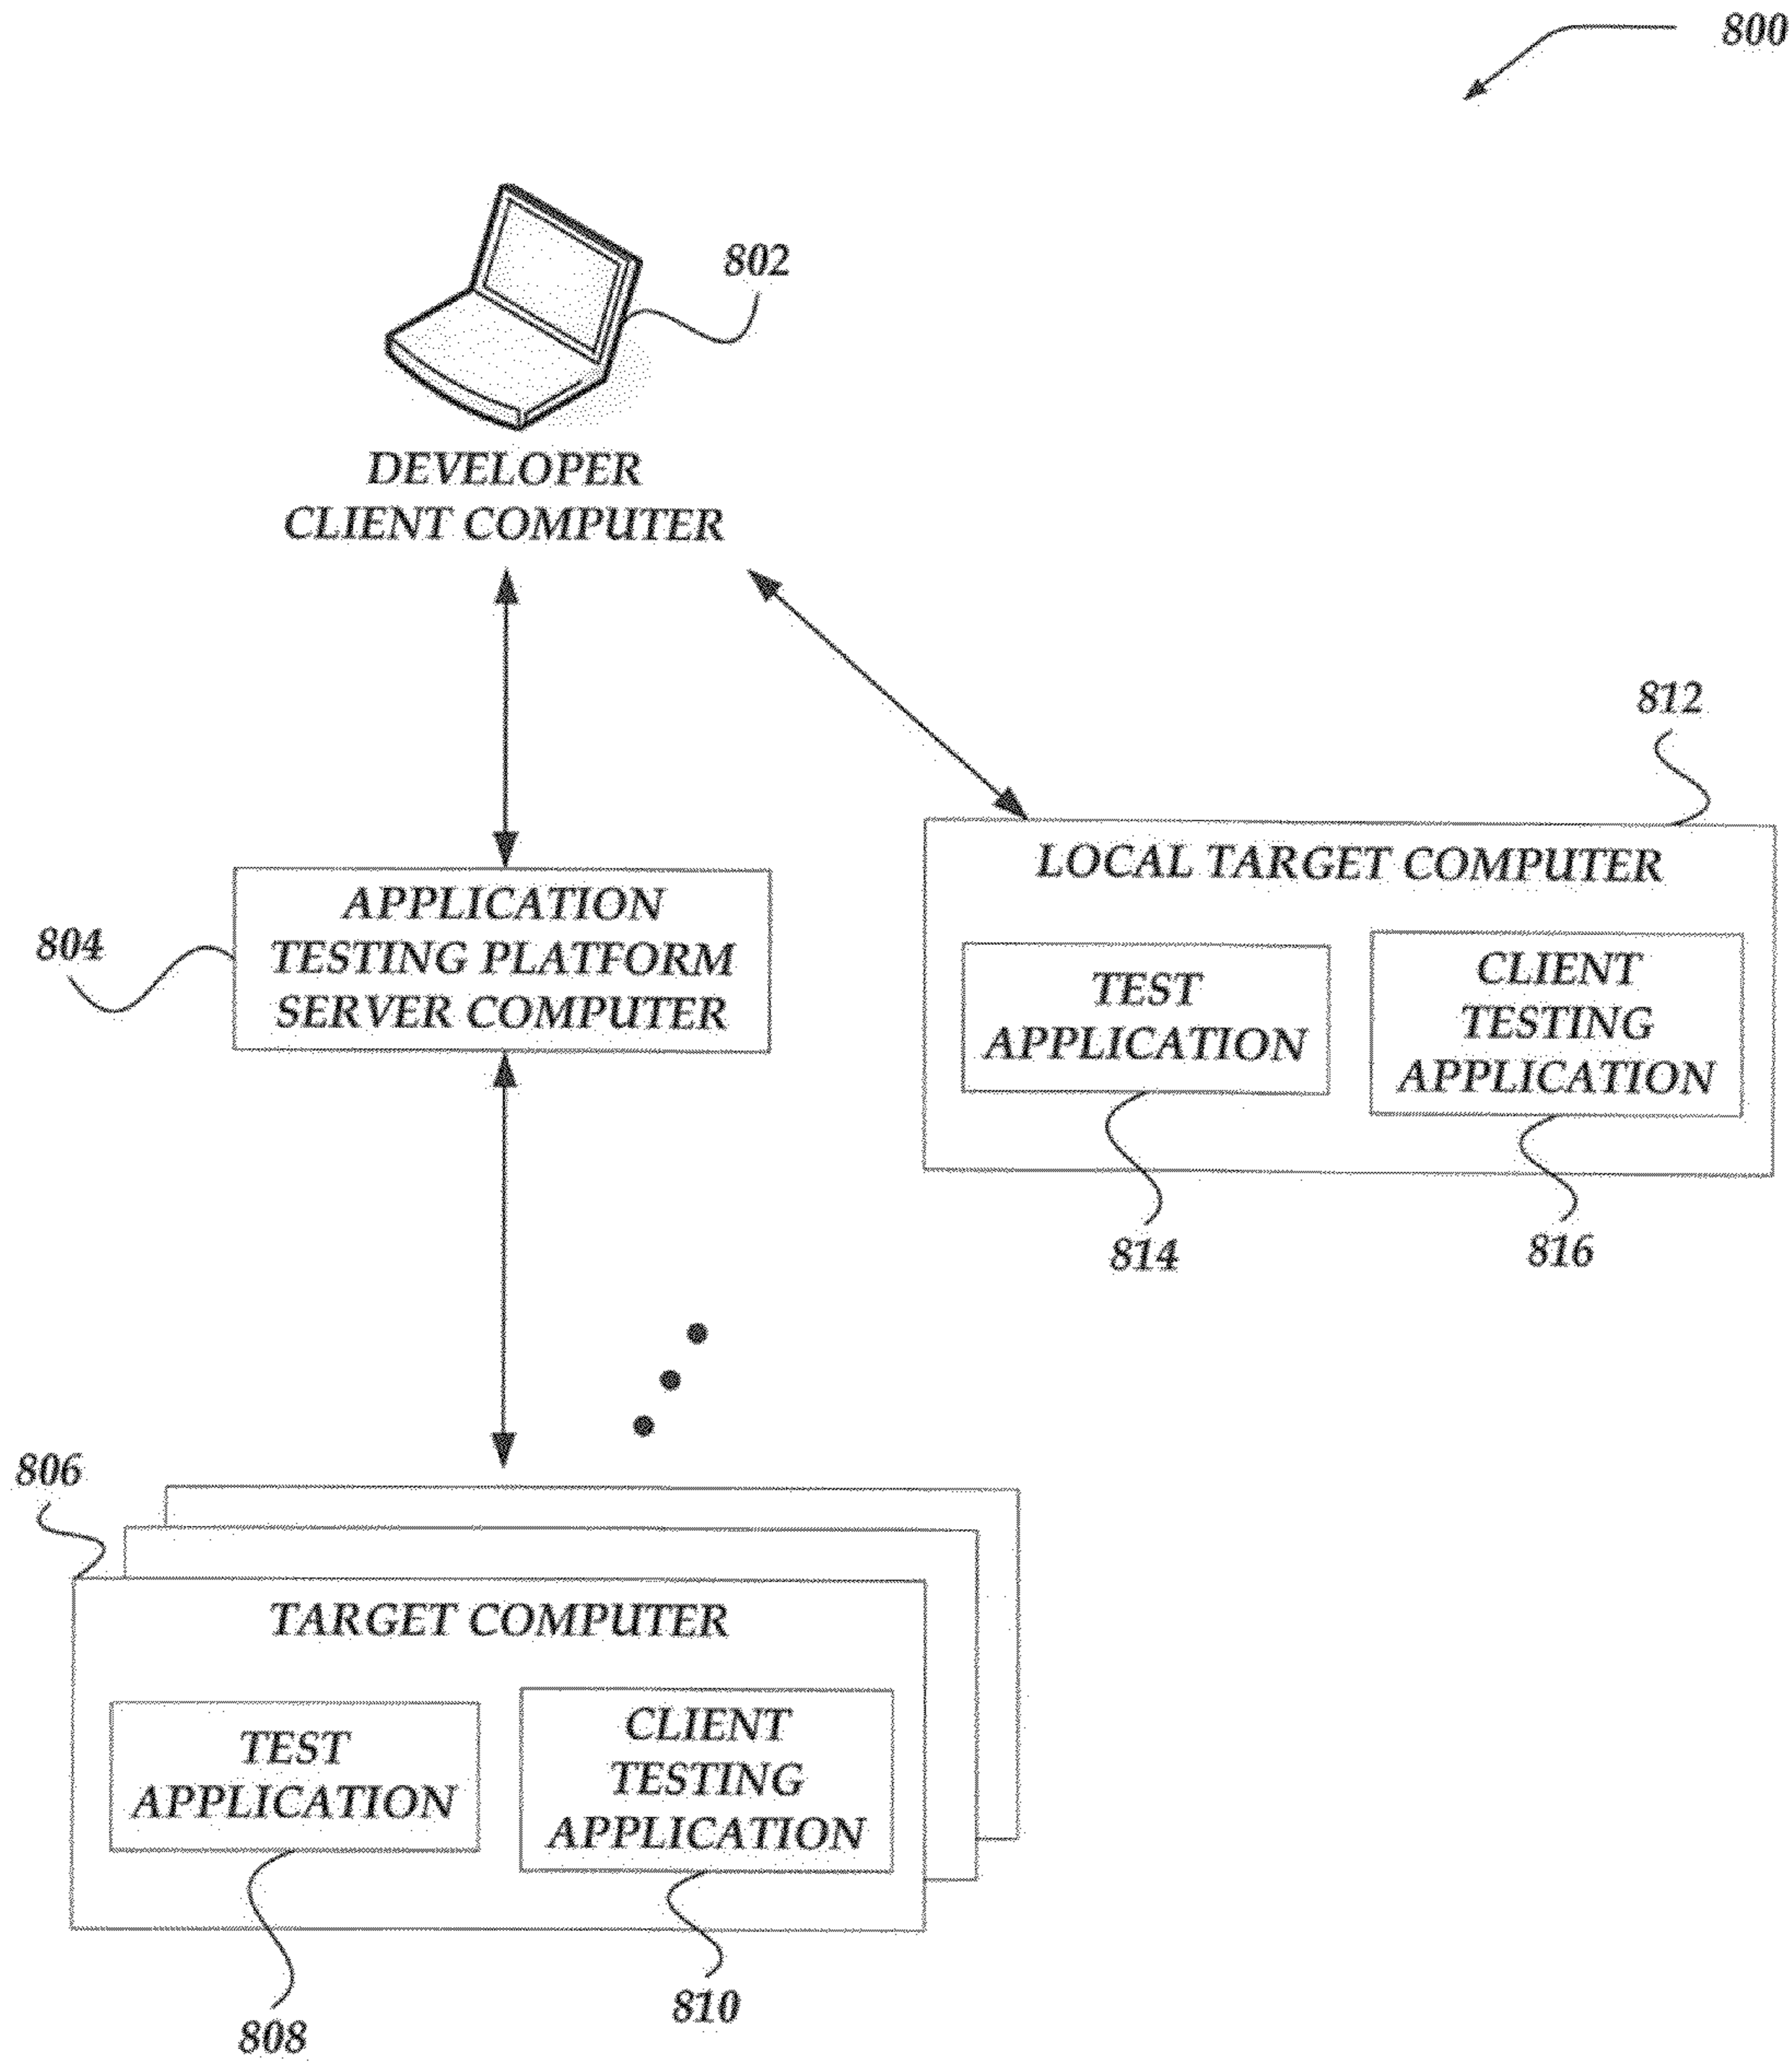 800
802
DEVELOPER
CLIENT COMPUTER
812
LOCAL TARGET COMPUTER
804
APPLICATION
TESTING PLATFORM
SERVER COMPUTER
TEST
APPLICATION
CLIENT
TESTING
APPLICATION
814
816
806
TARGET COMPUTER
TEST
APPLICATION
CLIENT
TESTING
APPLICATION
808
810